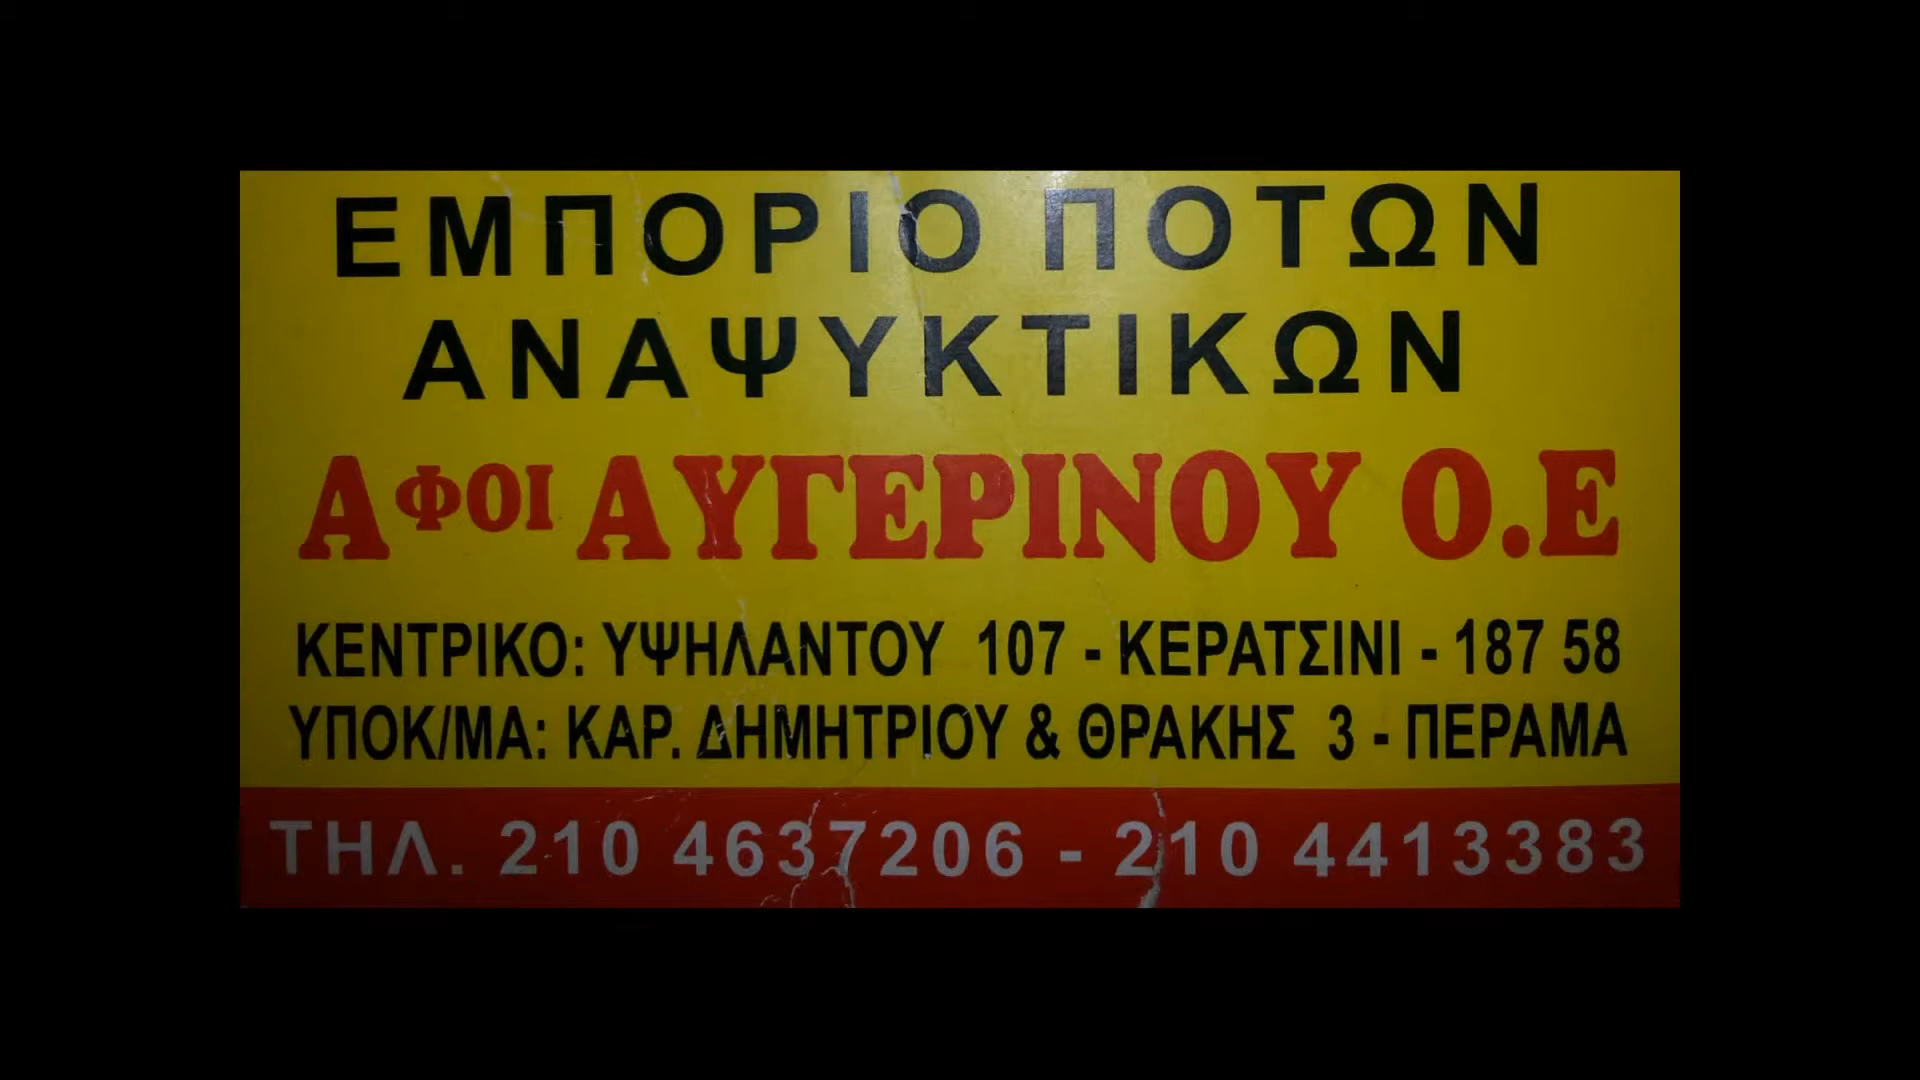 ΕΜΠΟΡΙΟ ΠΟΤΩΝ
ΑΝΑΨΥΚΤΙΚΩΝ
ΑΦΟΙ ΑΥΓΕΡΙΝΟΥ Ο.Ε
ΚΕΝΤΡΙΚΟ: ΥΨΗΛΑΝΤΟΥ 107 - ΚΕΡΑΤΣΙΝΙ - 187 58
ΥΠΟΚ/ΜΑ: ΚΑΡ. ΔΗΜΗΤΡΙΟΥ & ΘΡΑΚΗΣ 3 - ΠΕΡΑΜΑ
ΤΗΛ. 210 4637206 - 210 4413383